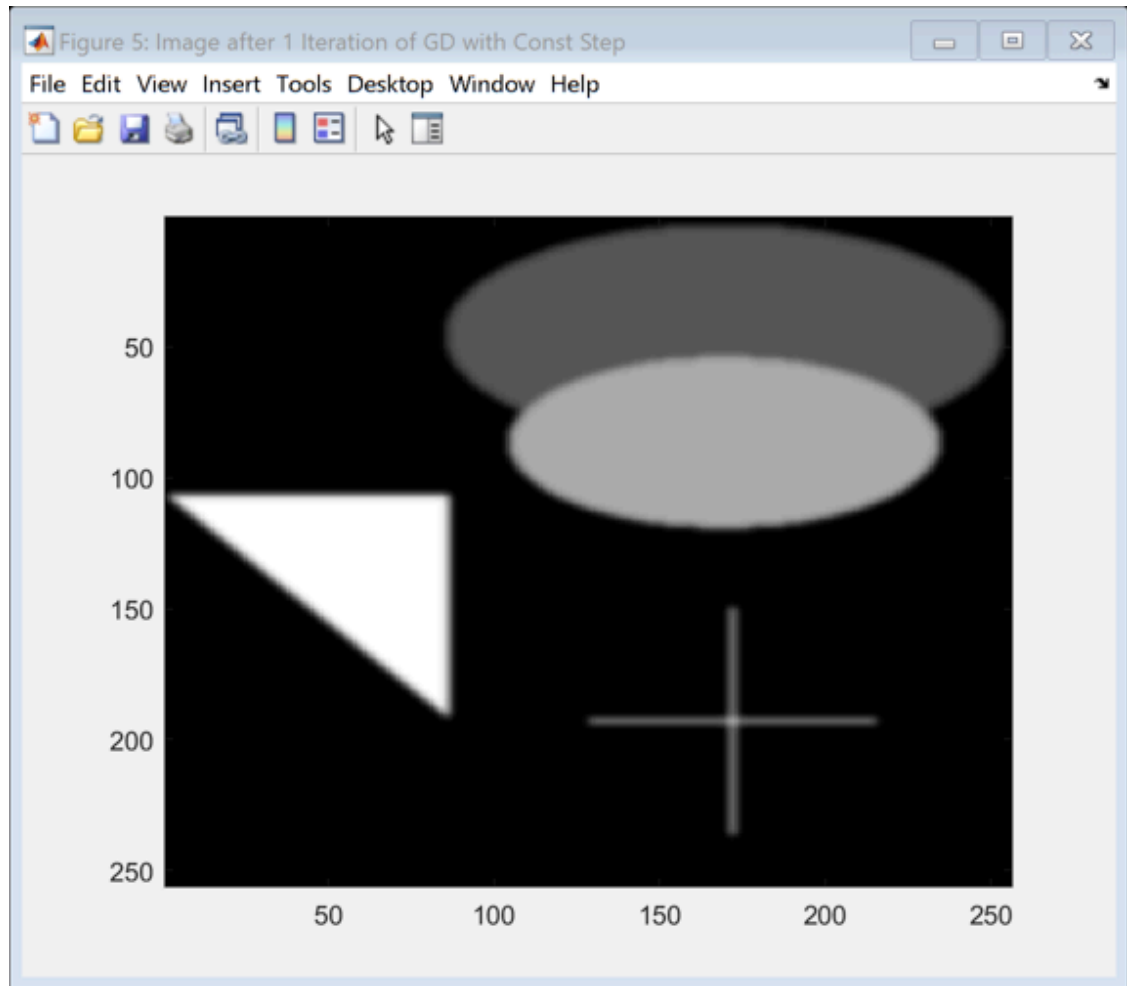 Figure 5: Image after 1 Iteration of GD with Const Step
File Edit View Insert Tools Desktop Window Help
50
100
150
200
250
50 100 150 200 250